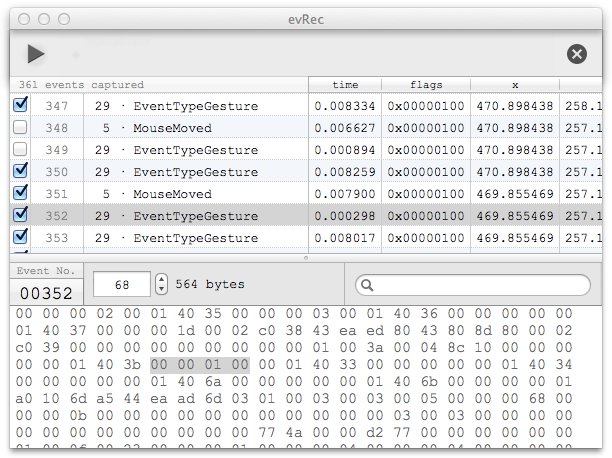 evRec
361 events captured time flags x
347 29 · EventTypeGesture 0.008334 0x00000100 470.898438 258.1
348 5 · MouseMoved 0.006627 0x00000100 470.898438 257.1
349 29 · EventTypeGesture 0.000894 0x00000100 470.898438 257.1
350 29 · EventTypeGesture 0.008259 0x00000100 470.898438 257.1
351 5 · MouseMoved 0.007900 0x00000100 469.855469 257.1
352 29 · EventTypeGesture 0.000298 0x00000100 469.855469 257.1
353 29 · EventTypeGesture 0.008017 0x00000100 469.855469 257.1
Event No.
00352 68 564 bytes
00 00 00 02 00 01 40 35 00 00 00 03 00 01 40 36 00 00 00 00
01 40 37 00 00 00 1d 00 02 c0 38 43 ea ed 80 43 80 8d 80 00 02
c0 39 00 00 00 00 00 00 00 00 00 01 00 3a 00 04 8c 10 00 00 00
00 00 01 40 3b 00 00 01 00 00 01 40 33 00 00 00 00 00 01 40 34
00 00 00 00 00 01 40 6a 00 00 00 00 00 01 40 6b 00 00 00 00 01
a0 10 6d a5 44 ea ad 6d 03 01 00 03 00 03 00 05 00 00 00 68 00
00 00 0b 00 00 00 00 00 00 00 00 00 00 00 03 00 03 00 00 00
00 00 00 00 00 00 00 00 77 4a 00 00 d2 77 00 00 00 00 00 00